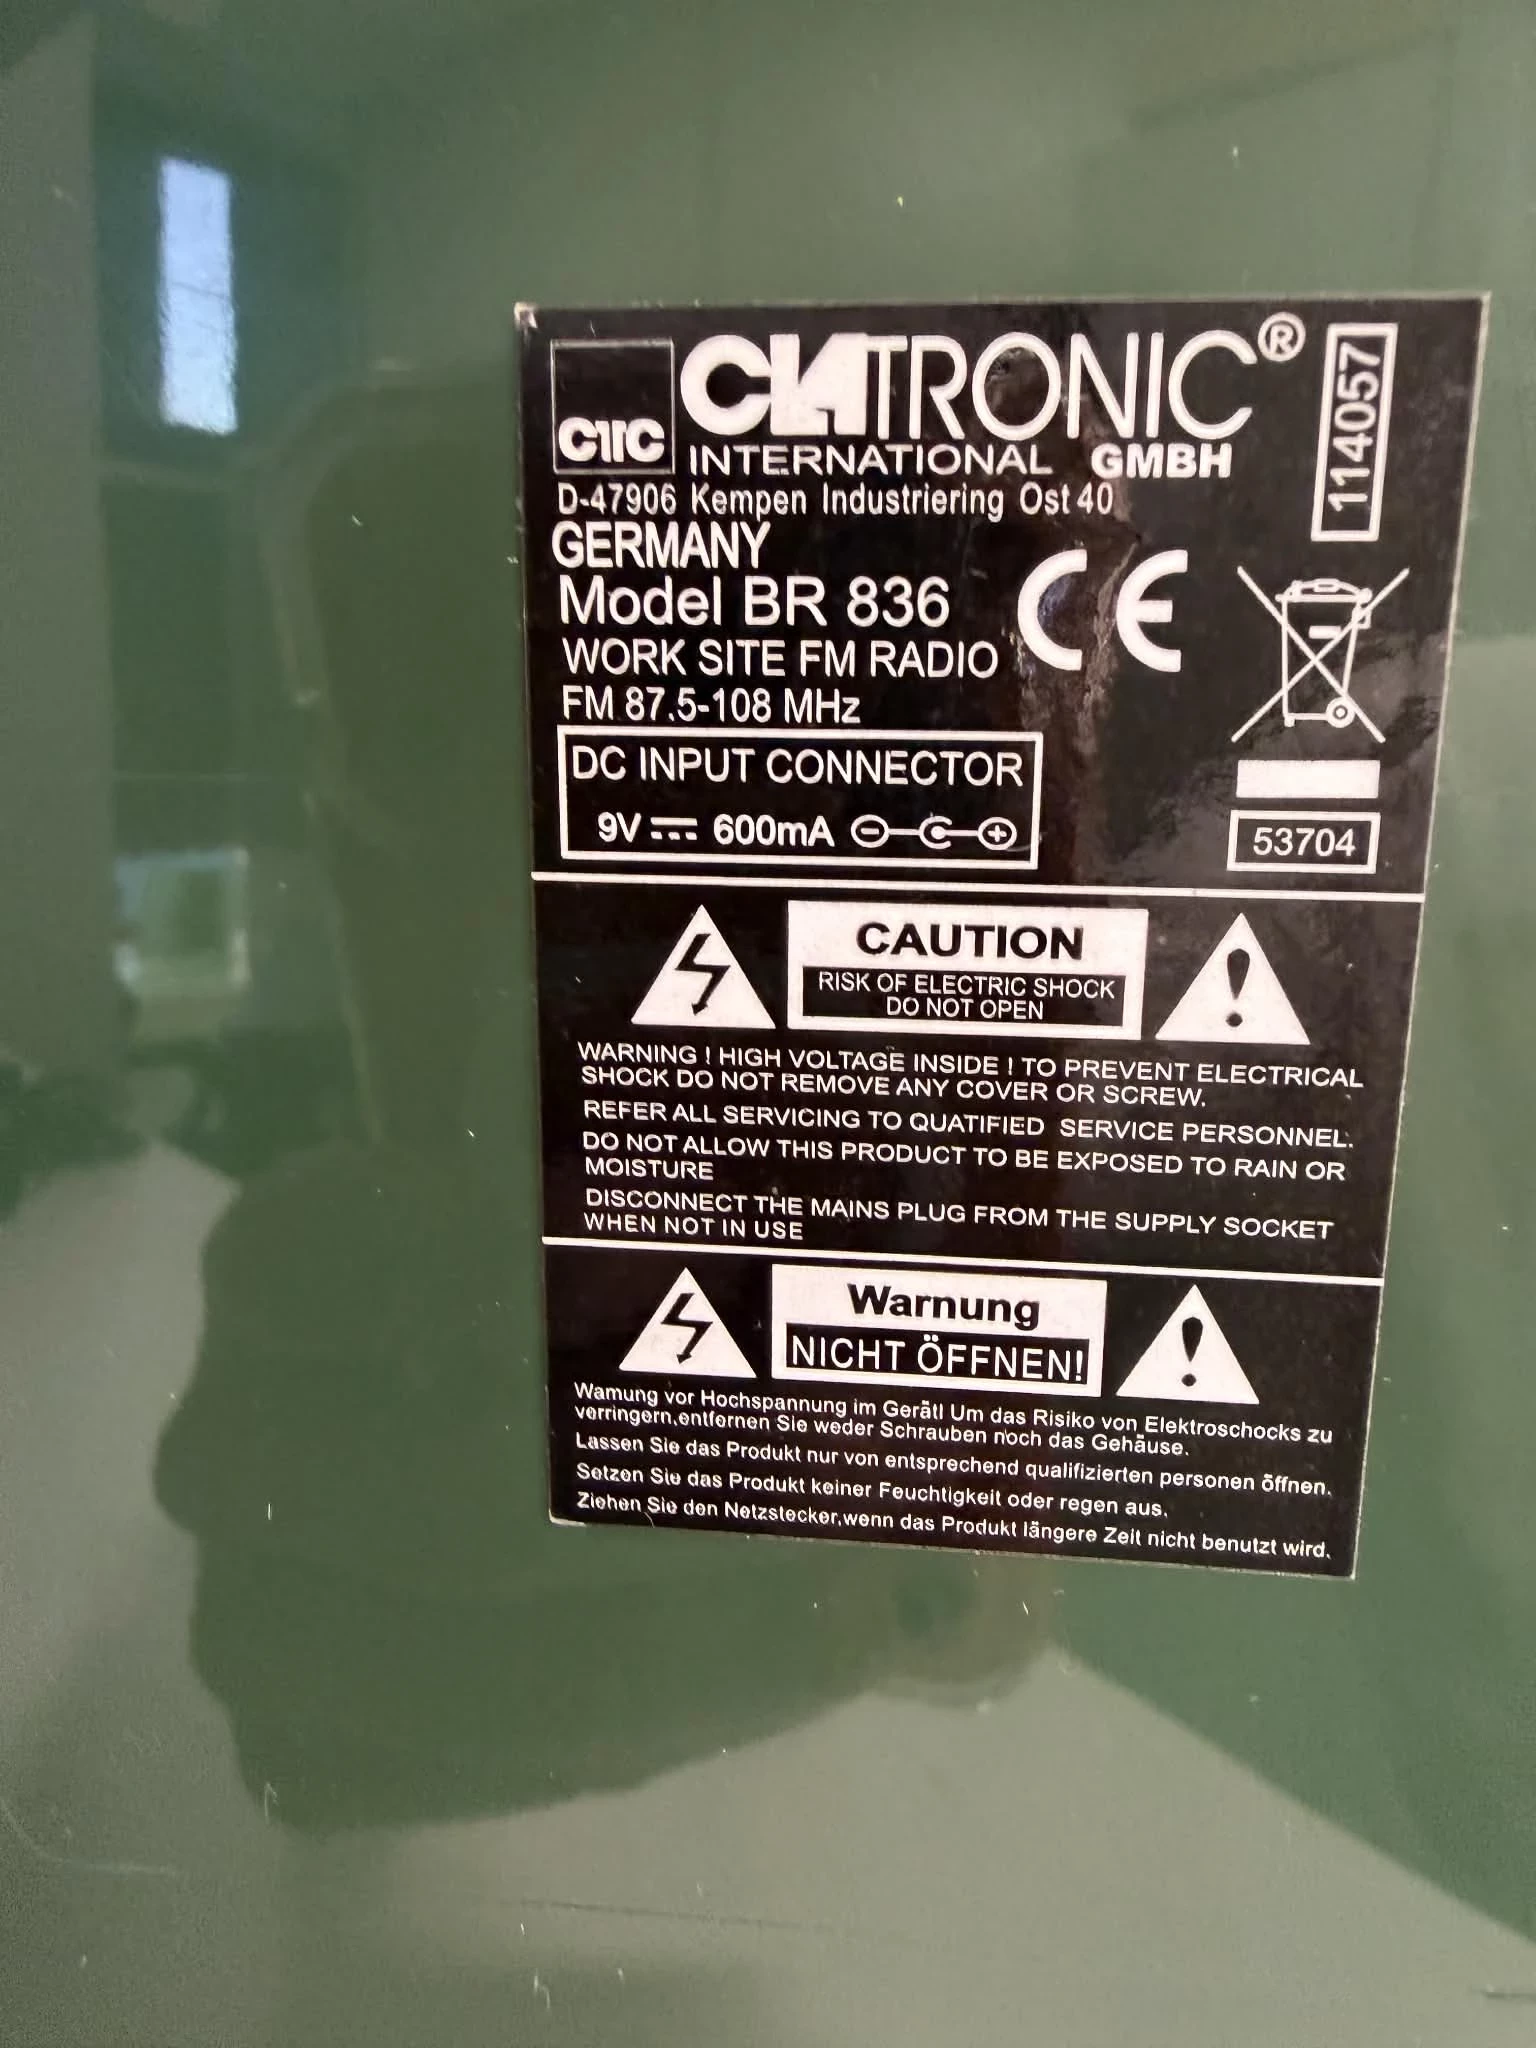 CTC
CLATRONIC®
INTERNATIONAL GMBH
114057
D-47906 Kempen Industriering Ost 40
GERMANY
Model BR 836
CE
WORK SITE FM RADIO
FM 87.5-108 MHz
DC INPUT CONNECTOR
9V 600mA
53704
CAUTION
RISK OF ELECTRIC SHOCK
DO NOT OPEN
WARNING ! HIGH VOLTAGE INSIDE ! TO PREVENT ELECTRICAL
SHOCK DO NOT REMOVE ANY COVER OR SCREW.
REFER ALL SERVICING TO QUATIFIED SERVICE PERSONNEL.
DO NOT ALLOW THIS PRODUCT TO BE EXPOSED TO RAIN OR
MOISTURE
DISCONNECT THE MAINS PLUG FROM THE SUPPLY SOCKET
WHEN NOT IN USE
Warnung
NICHT ÖFFNEN!
Wamung vor Hochspannung im Gerätl Um das Risiko von Elektroschocks zu
verringern,entfernen Sie weder Schrauben noch das Gehäuse.
Lassen Sie das Produkt nur von entsprechend qualifizierten personen öffnen.
Setzen Sie das Produkt keiner Feuchtigkeit oder regen aus.
Ziehen Sie den Netzstecker,wenn das Produkt längere Zeit nicht benutzt wird.